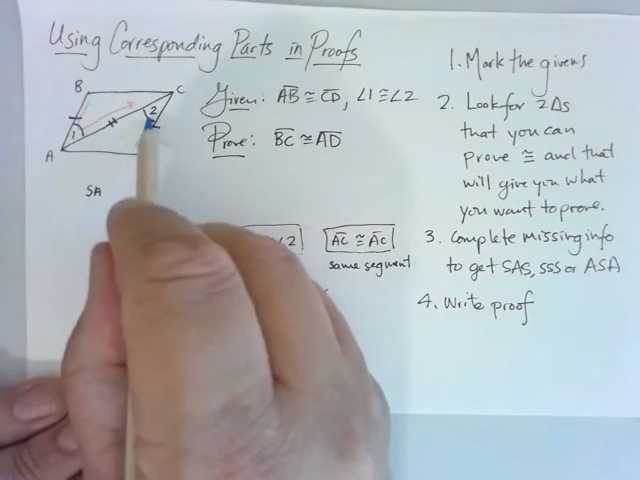 Using Corresponding Parts in Proofs
B
C
1
2
A
SA
Given: AB ≅ CD, ∠1 ≅ ∠2
Prove: BC ≅ AD
2
AC ≅ AC
same segment
1. Mark the givens
2. Look for 2 Δs
that you can
prove ≅ and that
will give you what
you want to prove.
3. Complete missing info
to get SAS, SSS or ASA
4. Write proof